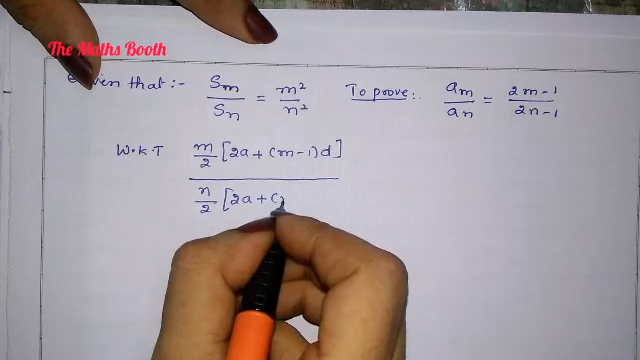 The Maths Booth
Given that :- Sm/Sn = m²/n² To prove :- am/an = 2m-1/2n-1
W.K.T m/2 [2a + (m-1)d]
n/2 [2a + (